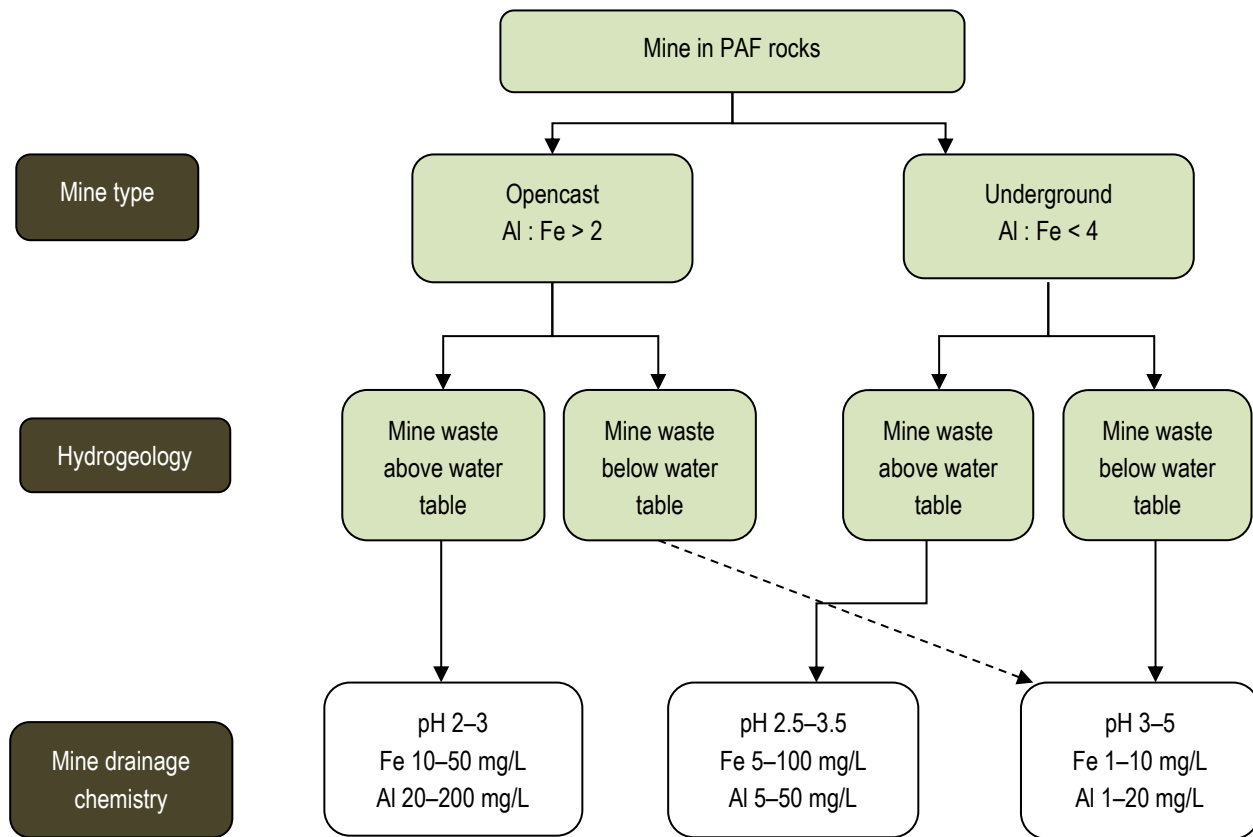 Mine in PAF rocks
Mine type
Opencast
Al : Fe > 2
Underground
Al : Fe < 4
Hydrogeology
Mine waste
above water
table
Mine waste
below water
table
Mine waste
above water
table
Mine waste
below water
table
Mine drainage
chemistry
pH 2–3
Fe 10–50 mg/L
Al 20–200 mg/L
pH 2.5–3.5
Fe 5–100 mg/L
Al 5–50 mg/L
pH 3–5
Fe 1–10 mg/L
Al 1–20 mg/L